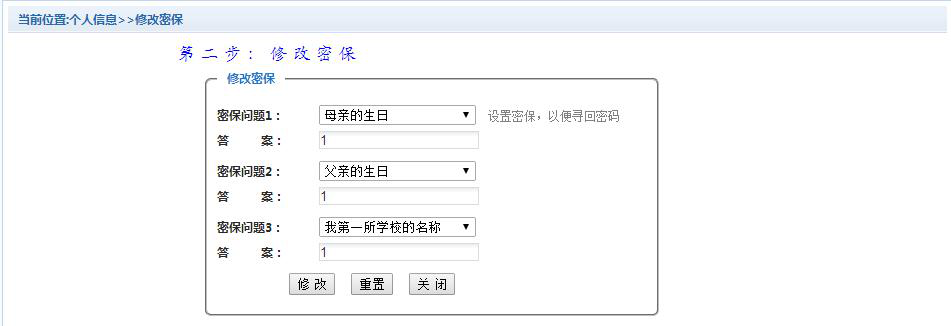 当前位置:个人信息>>修改密保
第二步：修改密保
修改密保
密保问题1： 母亲的生日 设置密保，以便寻回密码
答 案： 1
密保问题2： 父亲的生日
答 案： 1
密保问题3： 我第一所学校的名称
答 案： 1
修 改 重置 关 闭